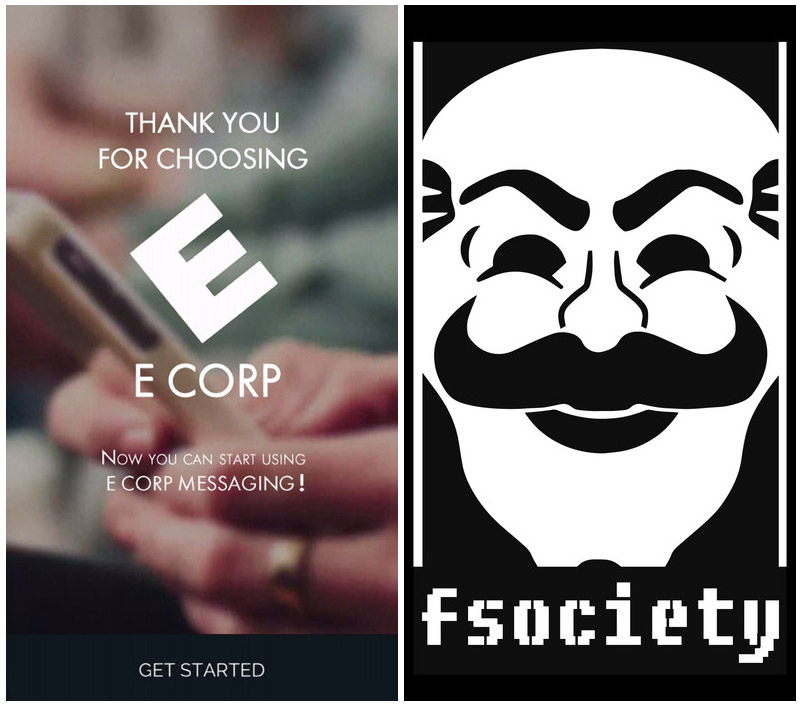 THANK YOU
FOR CHOOSING
E
E CORP
NOW YOU CAN START USING
E CORP MESSAGING!
GET STARTED
fsociety